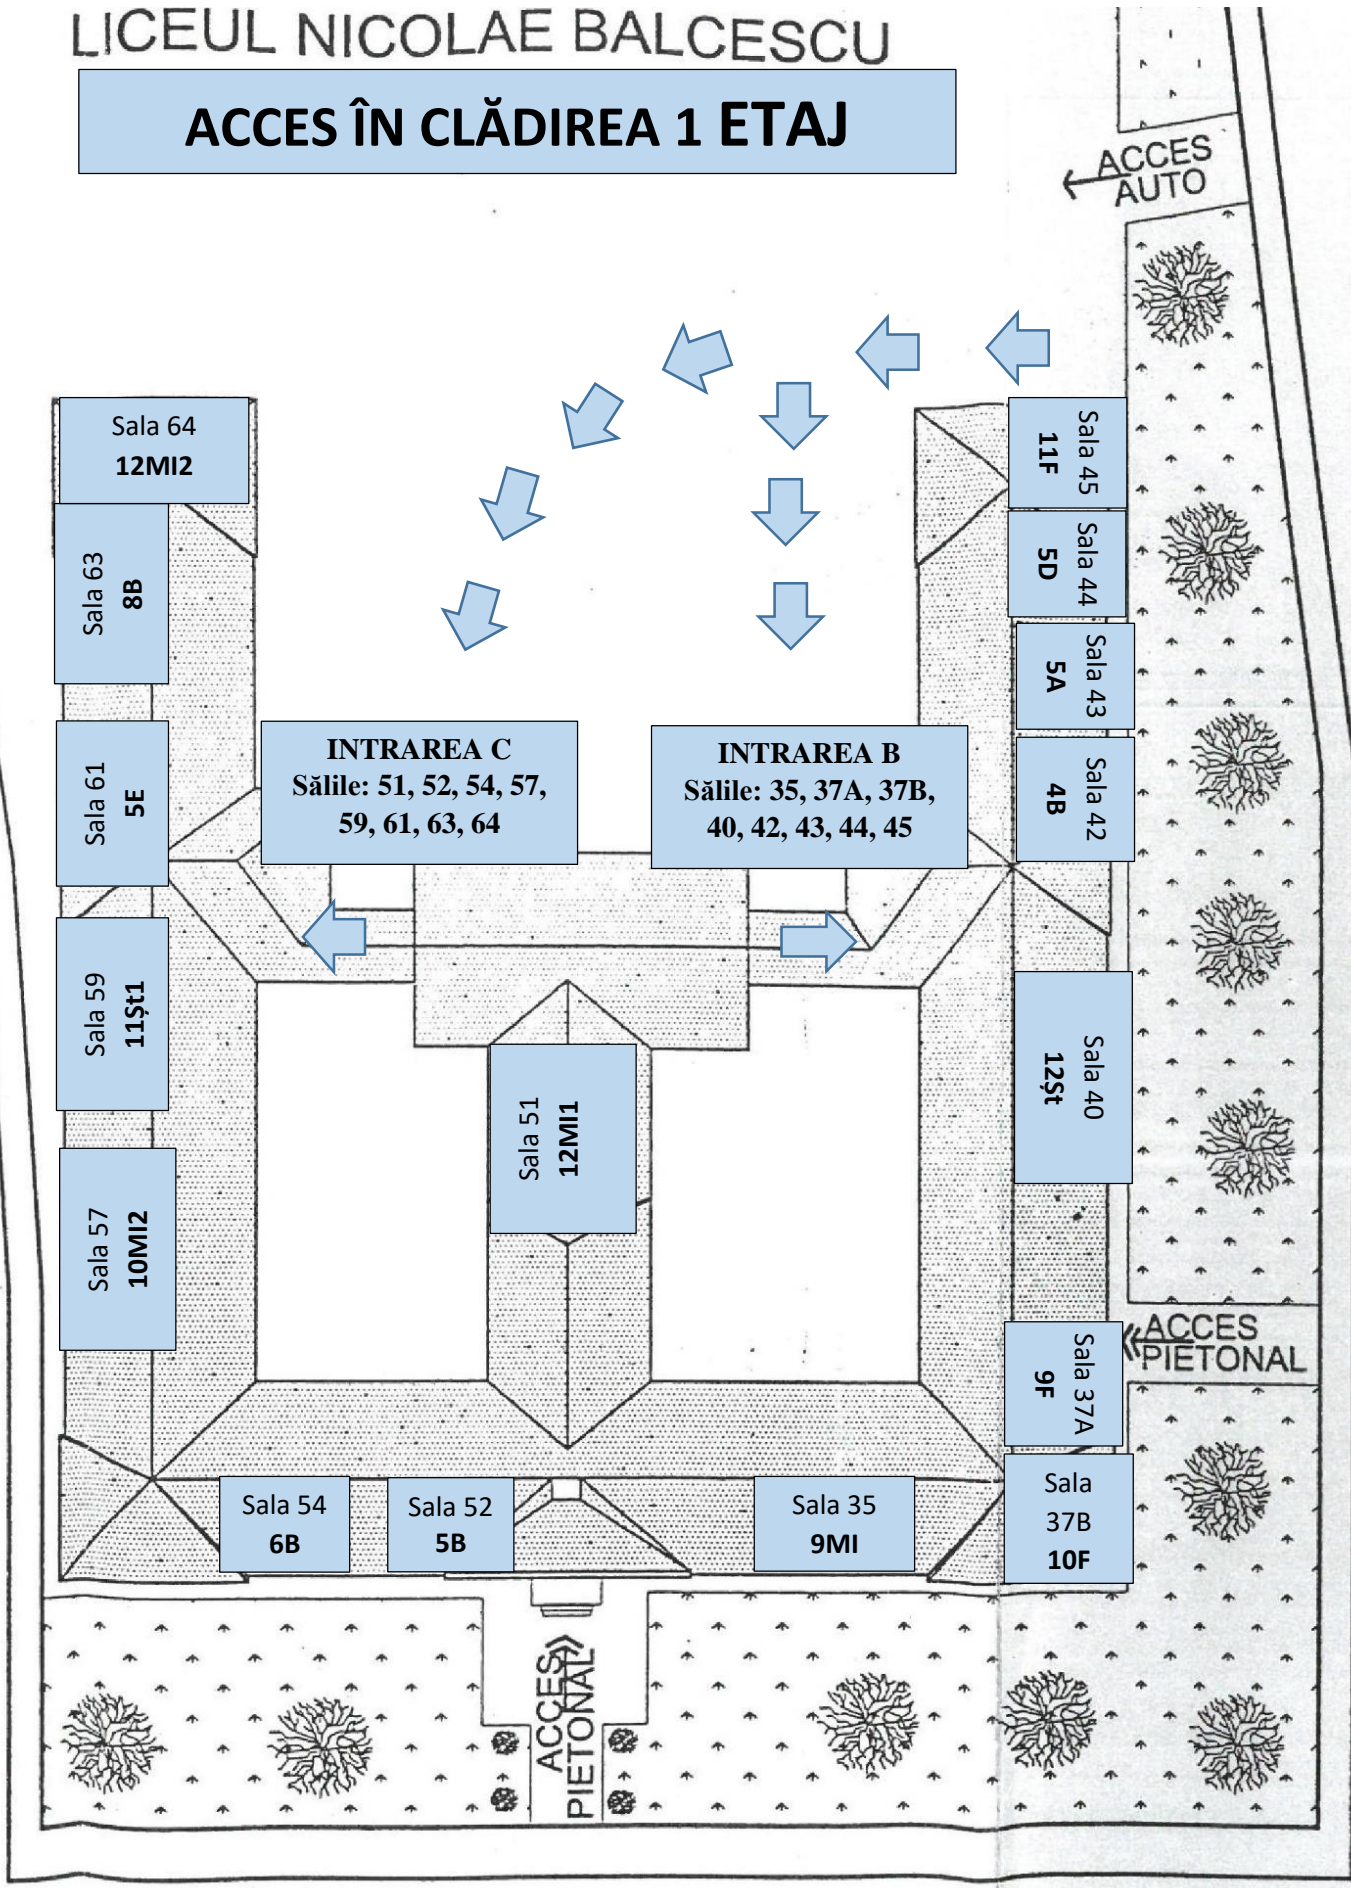 LICEUL NICOLAE BALCESCU
ACCES ÎN CLĂDIREA 1 ETAJ
ACCES
AUTO
Sala 64
12MI2
Sala 45
11F
Sala 63
8B
Sala 44
5D
Sala 43
5A
Sala 61
5E
INTRAREA C
Sălile: 51, 52, 54, 57,
59, 61, 63, 64
INTRAREA B
Sălile: 35, 37A, 37B,
40, 42, 43, 44, 45
Sala 42
4B
Sala 59
11Șt1
Sala 51
12MI1
Sala 40
12Șt
Sala 57
10MI2
ACCES
PIETONAL
Sala 37A
9F
Sala 54
6B
Sala 52
5B
Sala 35
9MI
Sala
37B
10F
ACCES
PIETONAL